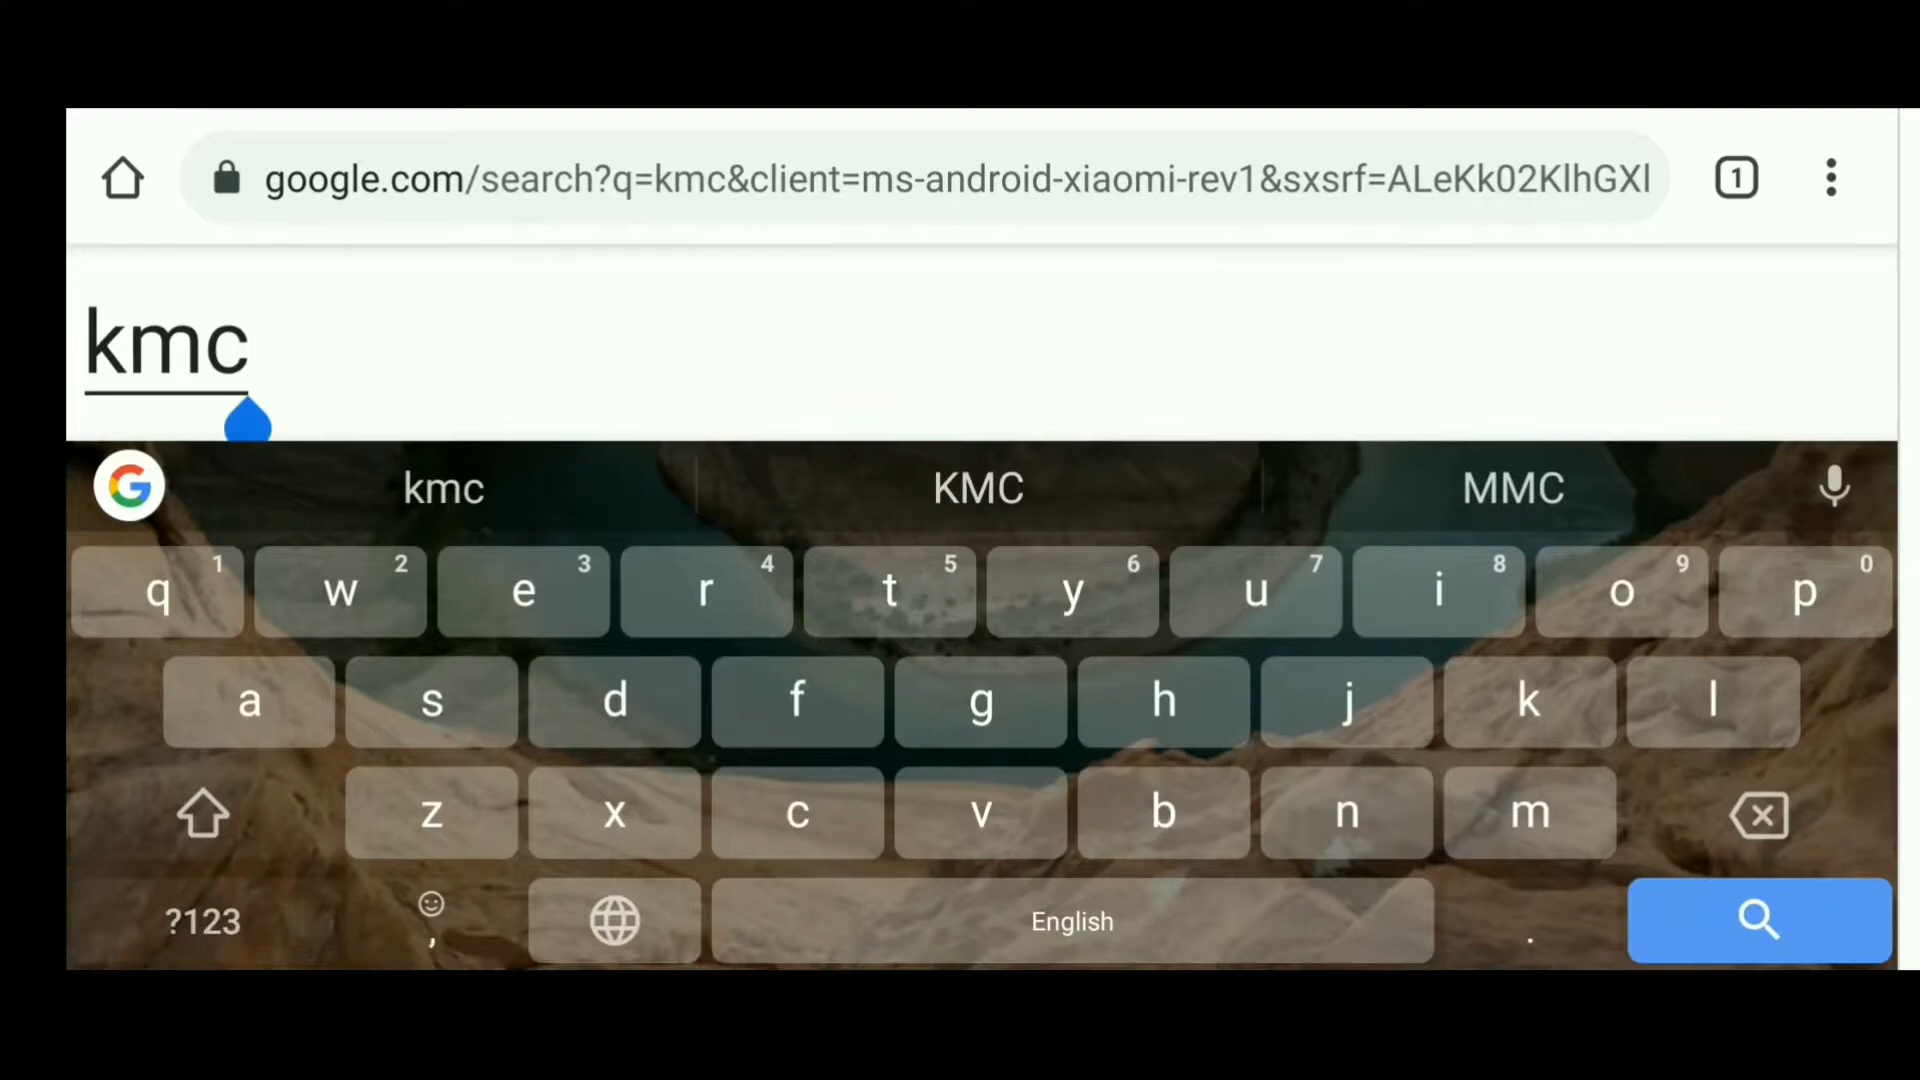 google.com/search?q=kmc&client=ms-android-xiaomi-rev1&sxsrf=ALeKk02KlhGXl
1
kmc
kmc KMC MMC
q 1 w 2 e 3 r 4 t 5 y 6 u 7 i 8 o 9 p 0
a s d f g h j k l
z x c v b n m
?123 , English .